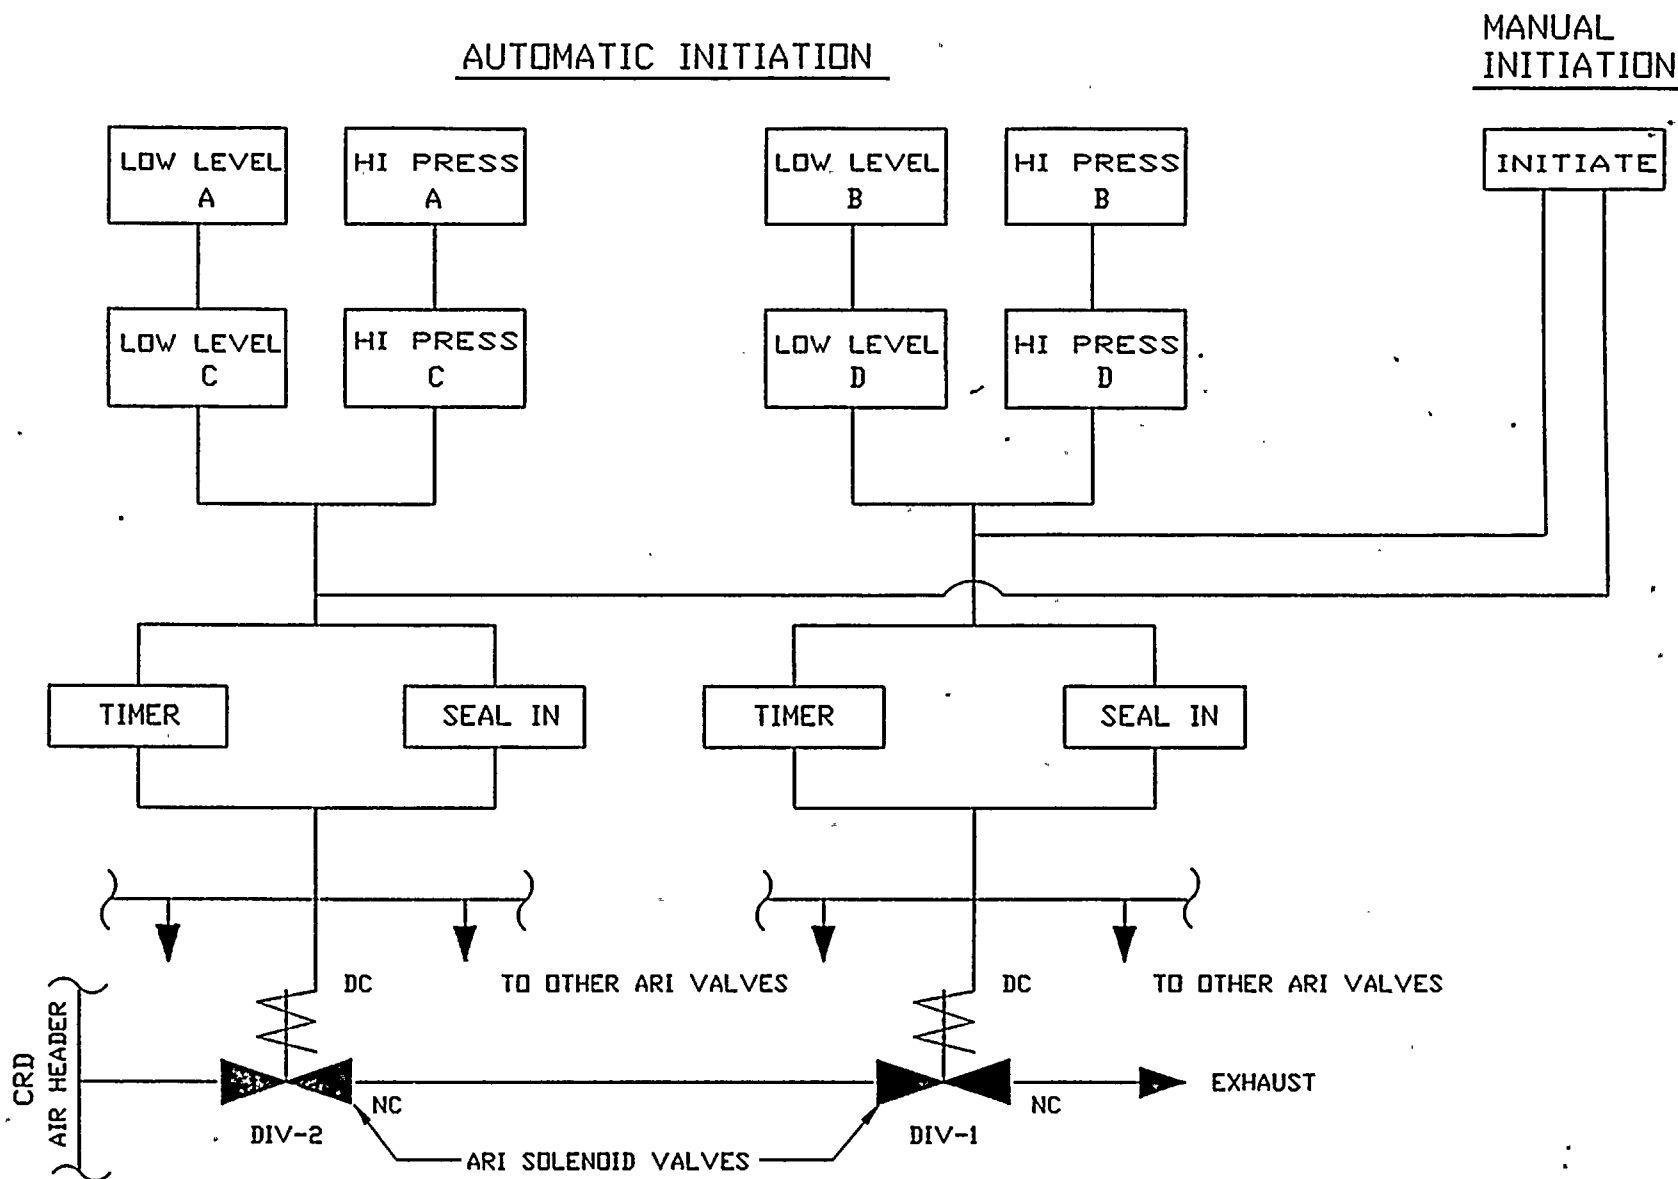 AUTOMATIC INITIATION
MANUAL
INITIATION
LOW LEVEL
A
HI PRESS
A
LOW LEVEL
B
HI PRESS
B
INITIATE
LOW LEVEL
C
HI PRESS
C
LOW LEVEL
D
HI PRESS
D
TIMER
SEAL IN
TIMER
SEAL IN
DC
TO OTHER ARI VALVES
DC
TO OTHER ARI VALVES
CRD
AIR HEADER
NC
DIV-2
NC
DIV-1
EXHAUST
ARI SOLENOID VALVES